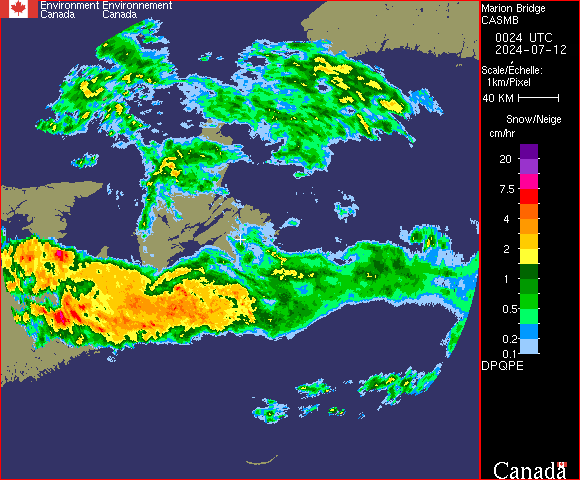 Environment Environnement
Canada Canada
Marion Bridge
CASMB
0024 UTC
2024-07-12
Scale/Échelle:
1km/Pixel
40 KM
Snow/Neige
cm/hr
20
7.5
4
2
1
0.5
0.2
0.1
DPQPE
Canada